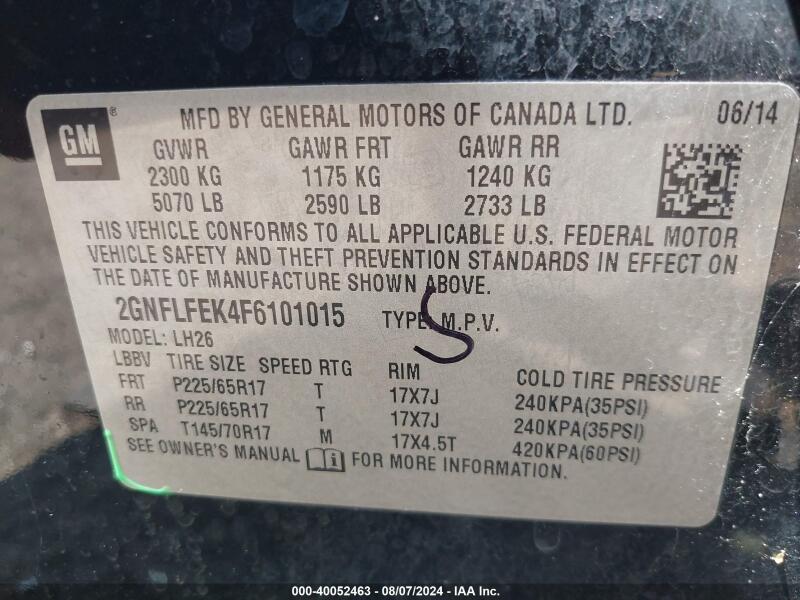 GM®
MFD BY GENERAL MOTORS OF CANADA LTD. 06/14
GVWR GAWR FRT GAWR RR
2300 KG 1175 KG 1240 KG
5070 LB 2590 LB 2733 LB
THIS VEHICLE CONFORMS TO ALL APPLICABLE U.S. FEDERAL MOTOR
VEHICLE SAFETY AND THEFT PREVENTION STANDARDS IN EFFECT ON
THE DATE OF MANUFACTURE SHOWN ABOVE.
2GNFLFEK4F6101015 TYPE: M.P.V.
S
MODEL: LH26
LBBV TIRE SIZE SPEED RTG RIM COLD TIRE PRESSURE
FRT P225/65R17 T 17X7J 240KPA(35PSI)
RR P225/65R17 T 17X7J 240KPA(35PSI)
SPA T145/70R17 M 17X4.5T 420KPA(60PSI)
SEE OWNER'S MANUAL FOR MORE INFORMATION.
000-40052463 - 08/07/2024 - IAA Inc.